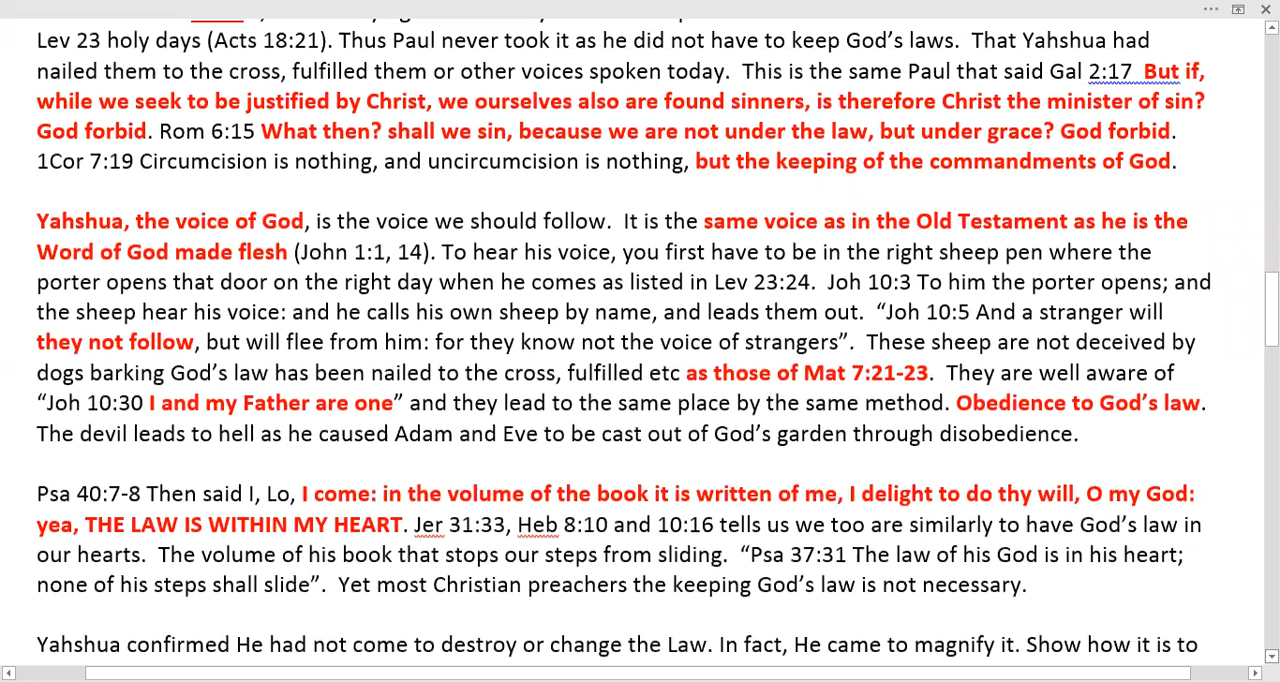 Lev 23 holy days (Acts 18:21). Thus Paul never took it as he did not have to keep God's laws.  That Yahshua had
nailed them to the cross, fulfilled them or other voices spoken today.  This is the same Paul that said Gal 2:17  But if,
while we seek to be justified by Christ, we ourselves also are found sinners, is therefore Christ the minister of sin?
God forbid. Rom 6:15 What then? shall we sin, because we are not under the law, but under grace? God forbid.
1Cor 7:19 Circumcision is nothing, and uncircumcision is nothing, but the keeping of the commandments of God.
Yahshua, the voice of God, is the voice we should follow.  It is the same voice as in the Old Testament as he is the
Word of God made flesh (John 1:1, 14). To hear his voice, you first have to be in the right sheep pen where the
porter opens that door on the right day when he comes as listed in Lev 23:24.  Joh 10:3 To him the porter opens; and
the sheep hear his voice: and he calls his own sheep by name, and leads them out.  “Joh 10:5 And a stranger will
they not follow, but will flee from him: for they know not the voice of strangers”.  These sheep are not deceived by
dogs barking God's law has been nailed to the cross, fulfilled etc as those of Mat 7:21-23.  They are well aware of
“Joh 10:30 I and my Father are one” and they lead to the same place by the same method. Obedience to God's law.
The devil leads to hell as he caused Adam and Eve to be cast out of God's garden through disobedience.
Psa 40:7-8 Then said I, Lo, I come: in the volume of the book it is written of me, I delight to do thy will, O my God:
yea, THE LAW IS WITHIN MY HEART. Jer 31:33, Heb 8:10 and 10:16 tells us we too are similarly to have God's law in
our hearts.  The volume of his book that stops our steps from sliding.  “Psa 37:31 The law of his God is in his heart;
none of his steps shall slide”.  Yet most Christian preachers the keeping God's law is not necessary.
Yahshua confirmed He had not come to destroy or change the Law. In fact, He came to magnify it. Show how it is to